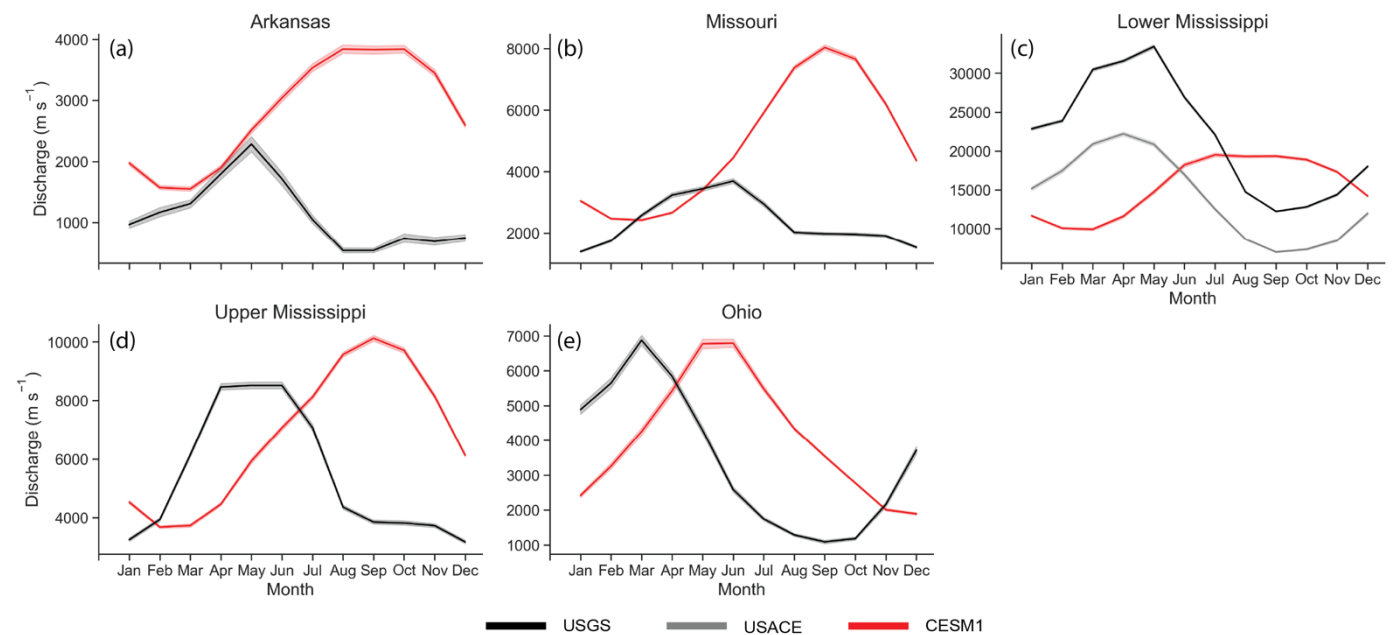 Arkansas
(a)
Discharge (m s⁻¹)
4000
3000
2000
1000
Missouri
(b)
8000
6000
4000
2000
Lower Mississippi
(c)
30000
25000
20000
15000
10000
Jan Feb Mar Apr May Jun Jul Aug Sep Oct Nov Dec
Month
Upper Mississippi
(d)
Discharge (m s⁻¹)
10000
8000
6000
4000
Jan Feb Mar Apr May Jun Jul Aug Sep Oct Nov Dec
Month
Ohio
(e)
7000
6000
5000
4000
3000
2000
1000
Jan Feb Mar Apr May Jun Jul Aug Sep Oct Nov Dec
Month
USGS USACE CESM1